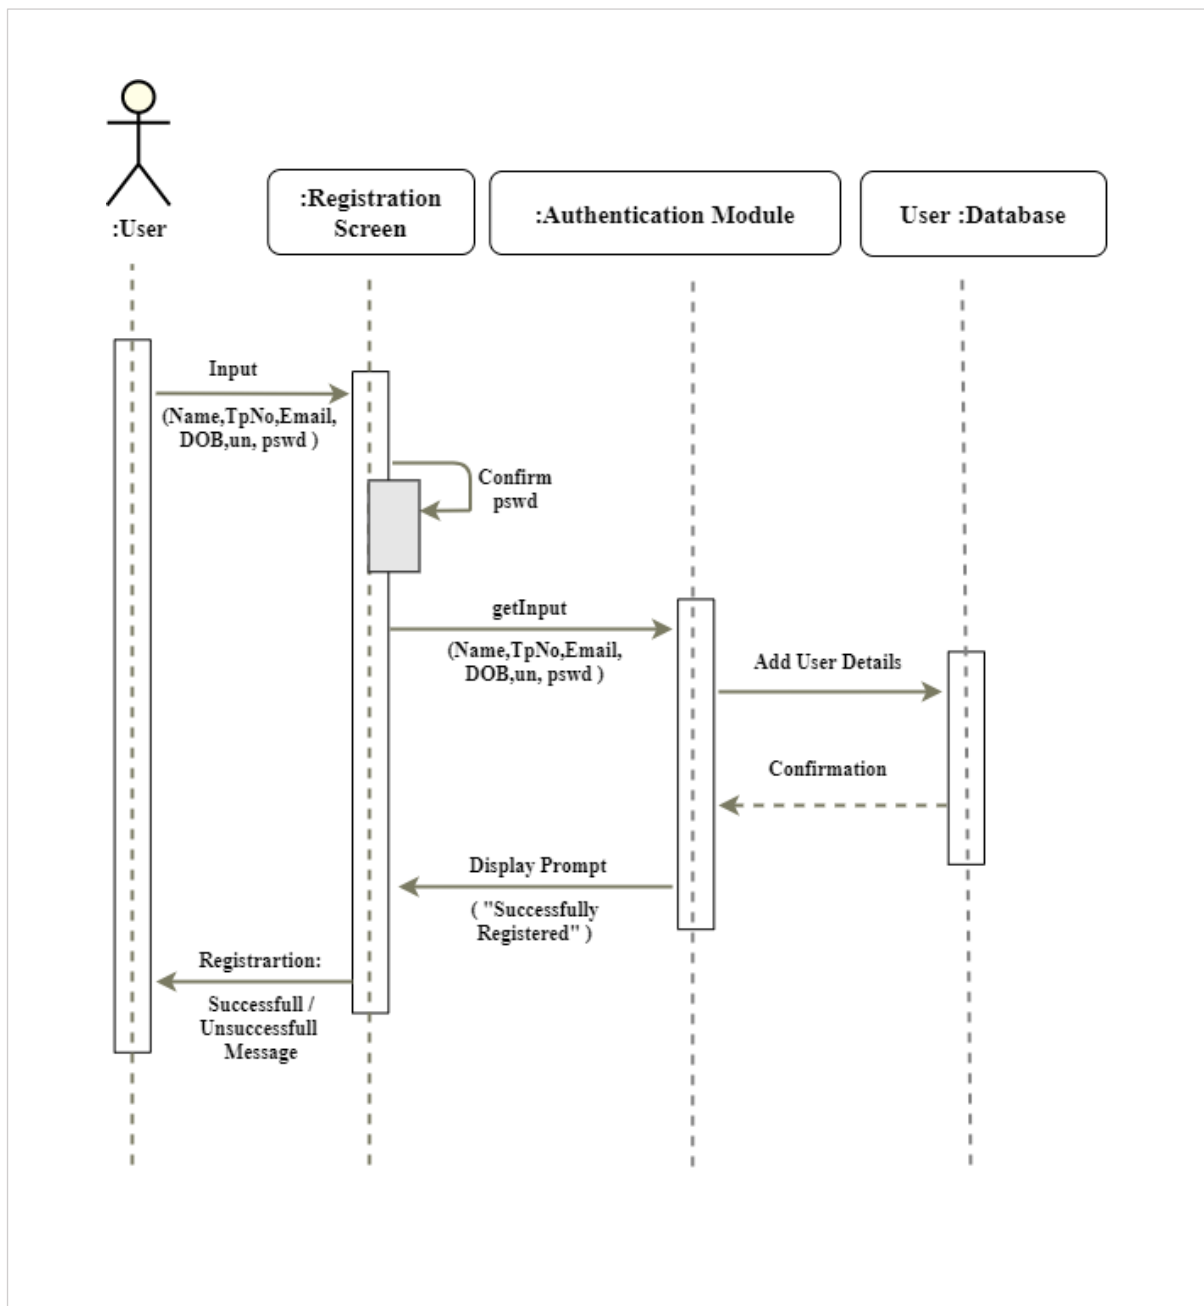 :User
:Registration
Screen
:Authentication Module
User :Database
Input
(Name,TpNo,Email,
DOB,un, pswd )
Confirm
pswd
getInput
(Name,TpNo,Email,
DOB,un, pswd )
Add User Details
Confirmation
Display Prompt
( "Successfully
Registered" )
Registrartion:
Successfull /
Unsuccessfull
Message